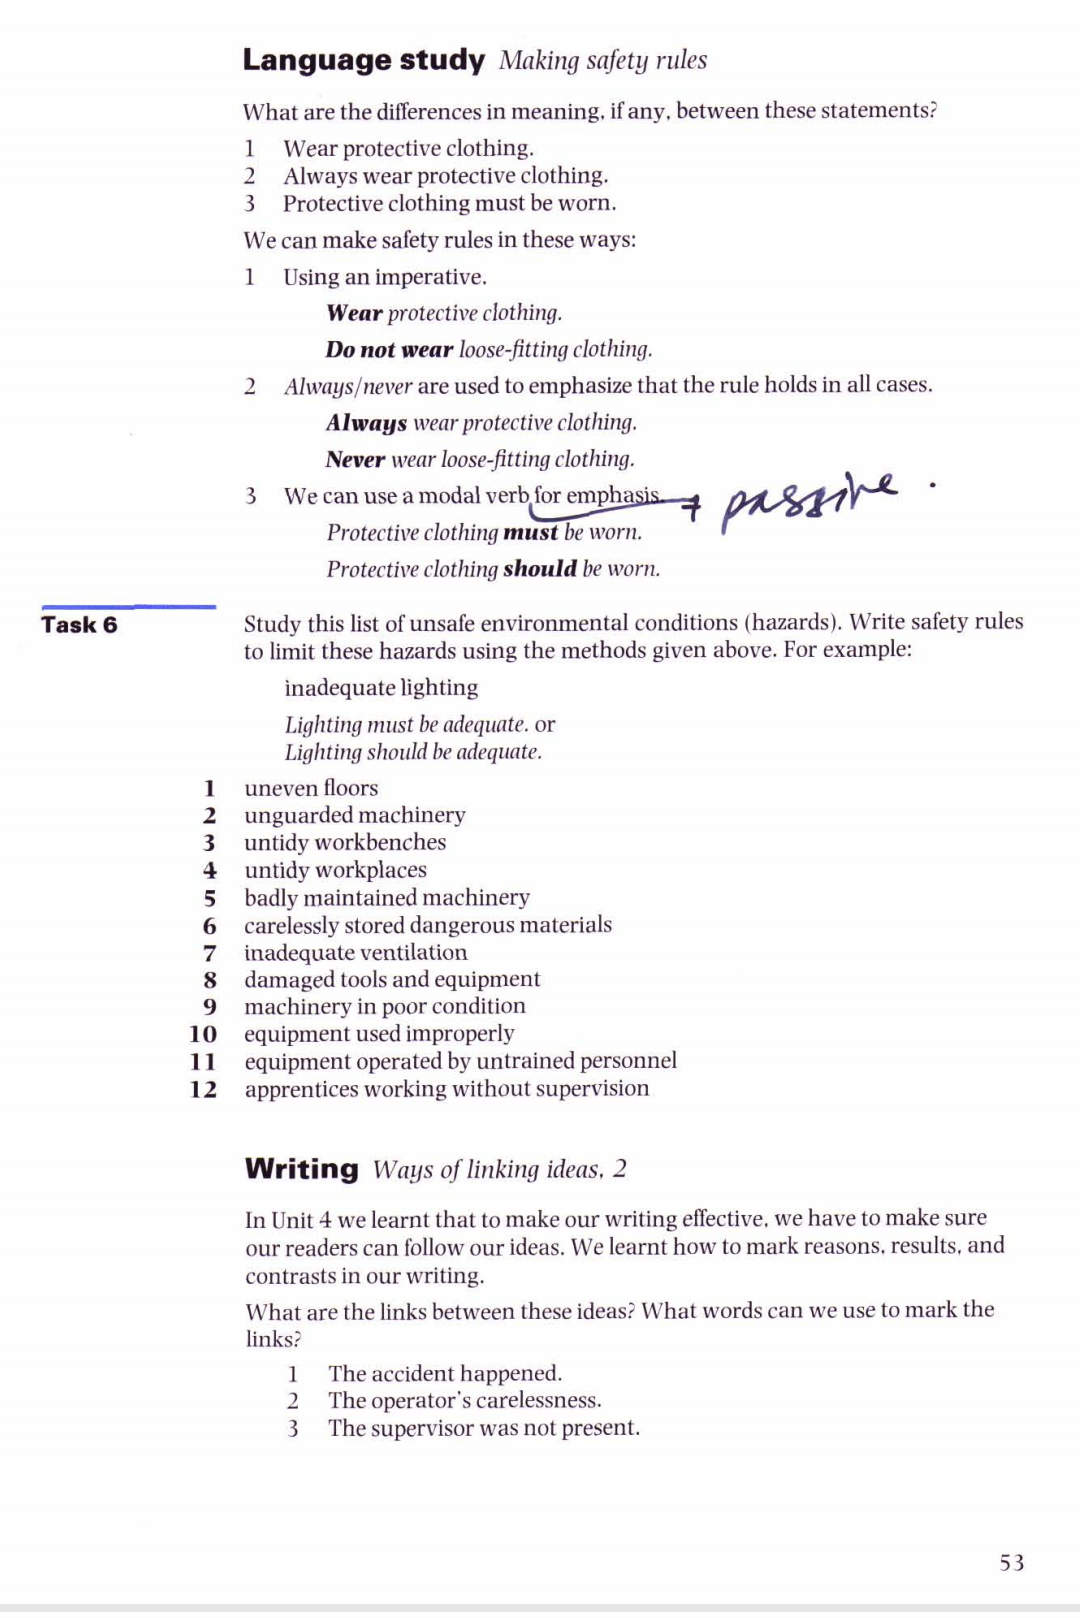 Language study Making safety rules
What are the differences in meaning, if any, between these statements?
1 Wear protective clothing.
2 Always wear protective clothing.
3 Protective clothing must be worn.
We can make safety rules in these ways:
1 Using an imperative.
Wear protective clothing.
Do not wear loose-fitting clothing.
2 Always/never are used to emphasize that the rule holds in all cases.
Always wear protective clothing.
Never wear loose-fitting clothing.
3 We can use a modal verb for emphasis. → passive.
Protective clothing must be worn.
Protective clothing should be worn.
Task 6 Study this list of unsafe environmental conditions (hazards). Write safety rules
to limit these hazards using the methods given above. For example:
inadequate lighting
Lighting must be adequate. or
Lighting should be adequate.
1 uneven floors
2 unguarded machinery
3 untidy workbenches
4 untidy workplaces
5 badly maintained machinery
6 carelessly stored dangerous materials
7 inadequate ventilation
8 damaged tools and equipment
9 machinery in poor condition
10 equipment used improperly
11 equipment operated by untrained personnel
12 apprentices working without supervision
Writing Ways of linking ideas, 2
In Unit 4 we learnt that to make our writing effective, we have to make sure
our readers can follow our ideas. We learnt how to mark reasons, results, and
contrasts in our writing.
What are the links between these ideas? What words can we use to mark the
links?
1 The accident happened.
2 The operator's carelessness.
3 The supervisor was not present.
53